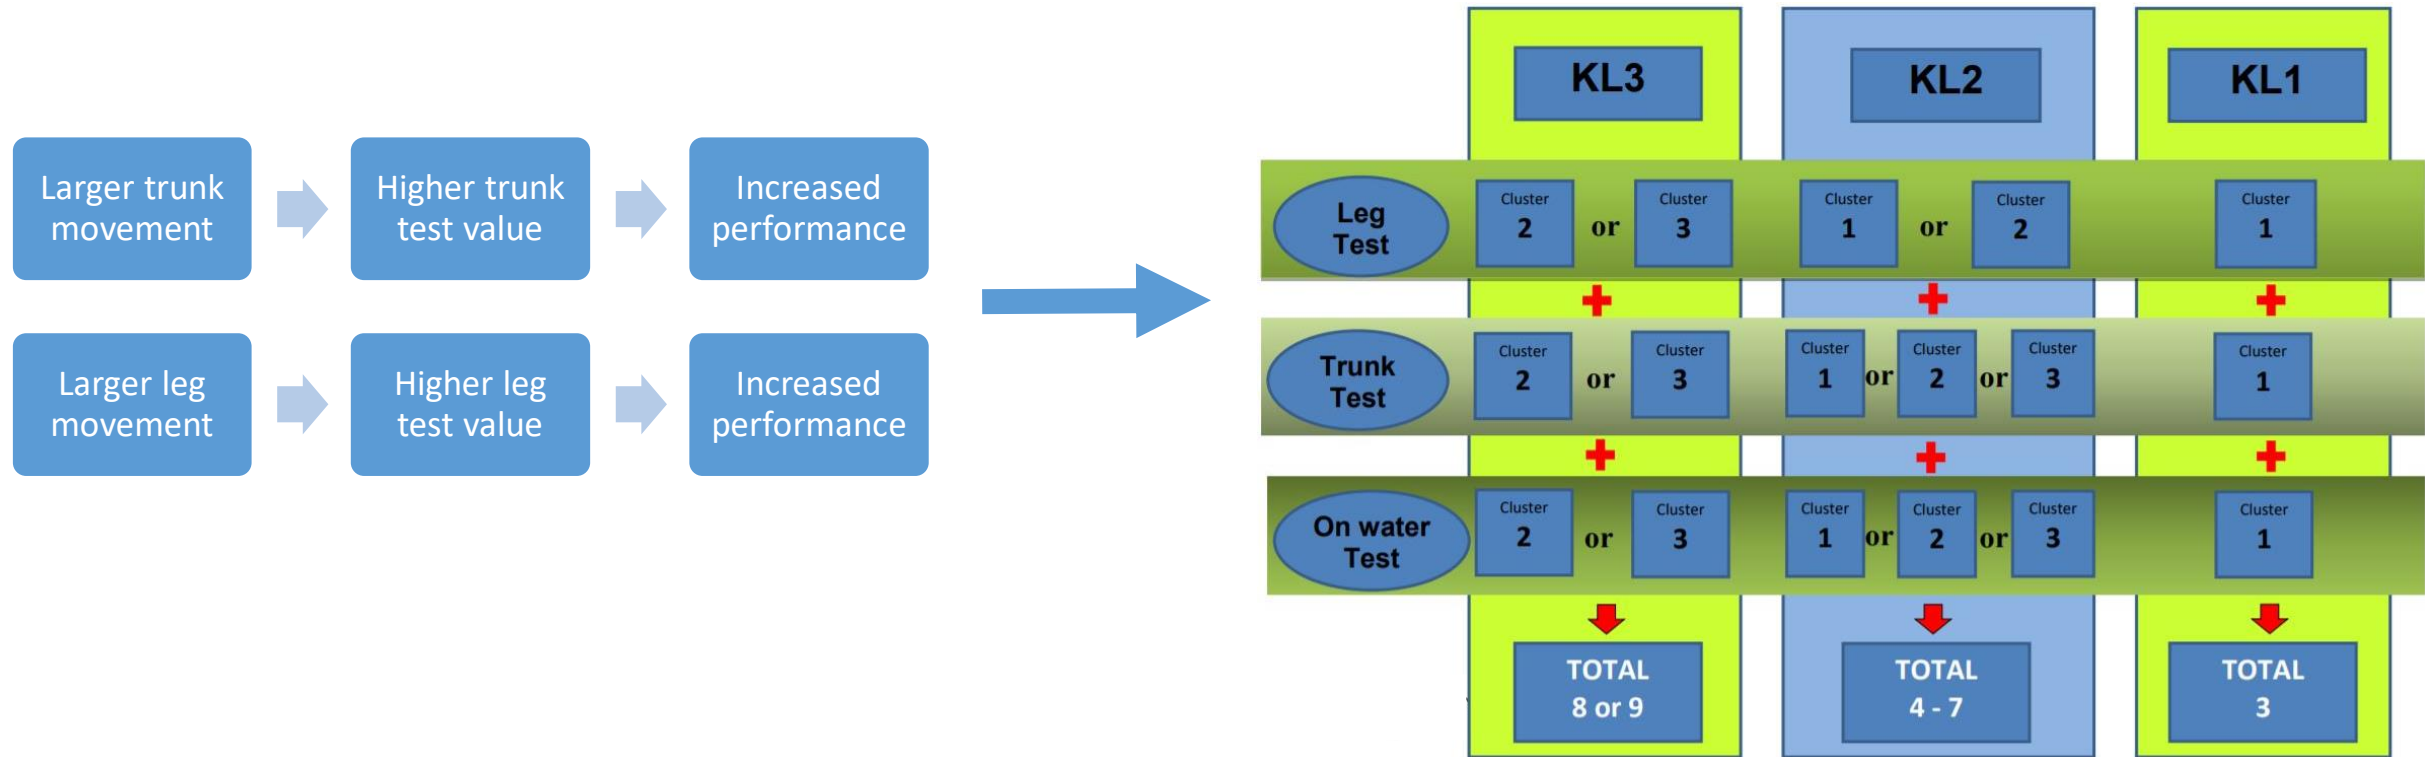 Larger trunk
movement
Higher trunk
test value
Increased
performance
Larger leg
movement
Higher leg
test value
Increased
performance
KL3
KL2
KL1
Leg
Test
Cluster
2
or
Cluster
3
Cluster
1
or
Cluster
2
Cluster
1
+
+
+
Trunk
Test
Cluster
2
or
Cluster
3
Cluster
1
or
Cluster
2
or
Cluster
3
Cluster
1
+
+
+
On water
Test
Cluster
2
or
Cluster
3
Cluster
1
or
Cluster
2
or
Cluster
3
Cluster
1
TOTAL
8 or 9
TOTAL
4 - 7
TOTAL
3